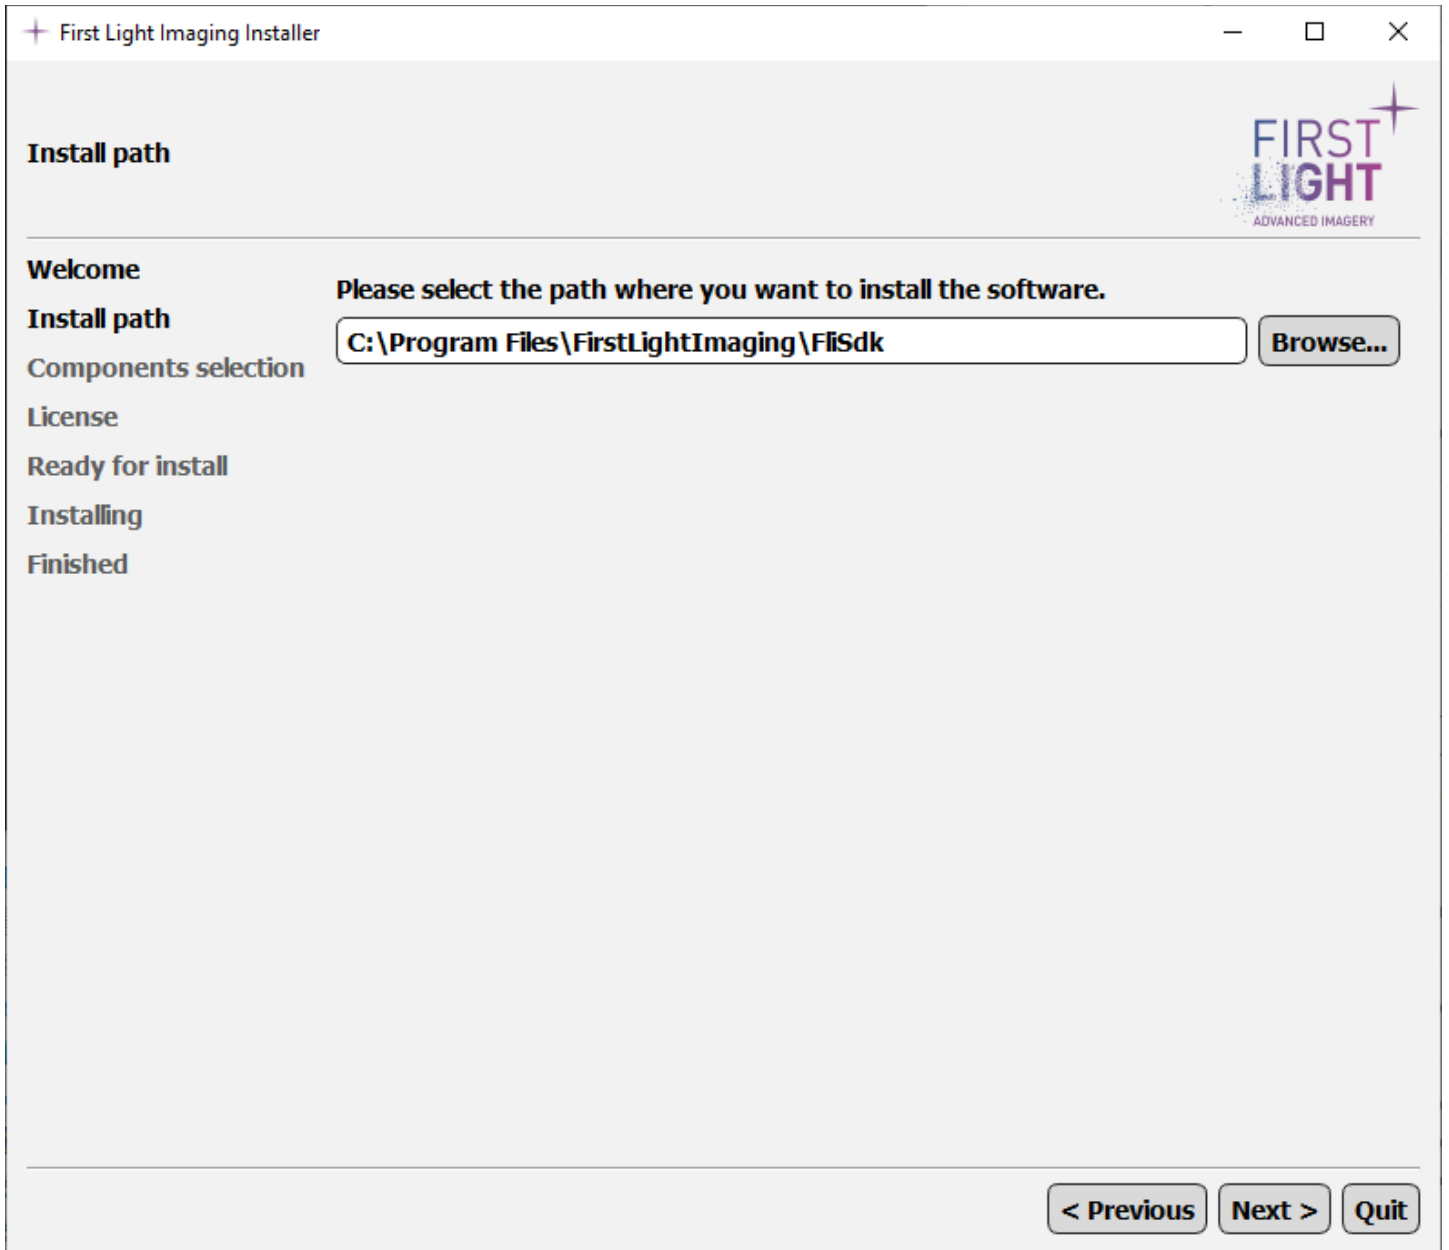 First Light Imaging Installer
Install path
FIRST
LIGHT
ADVANCED IMAGERY
Welcome
Install path
Components selection
License
Ready for install
Installing
Finished
Please select the path where you want to install the software.
C:\Program Files\FirstLightImaging\FliSdk
Browse...
< Previous
Next >
Quit